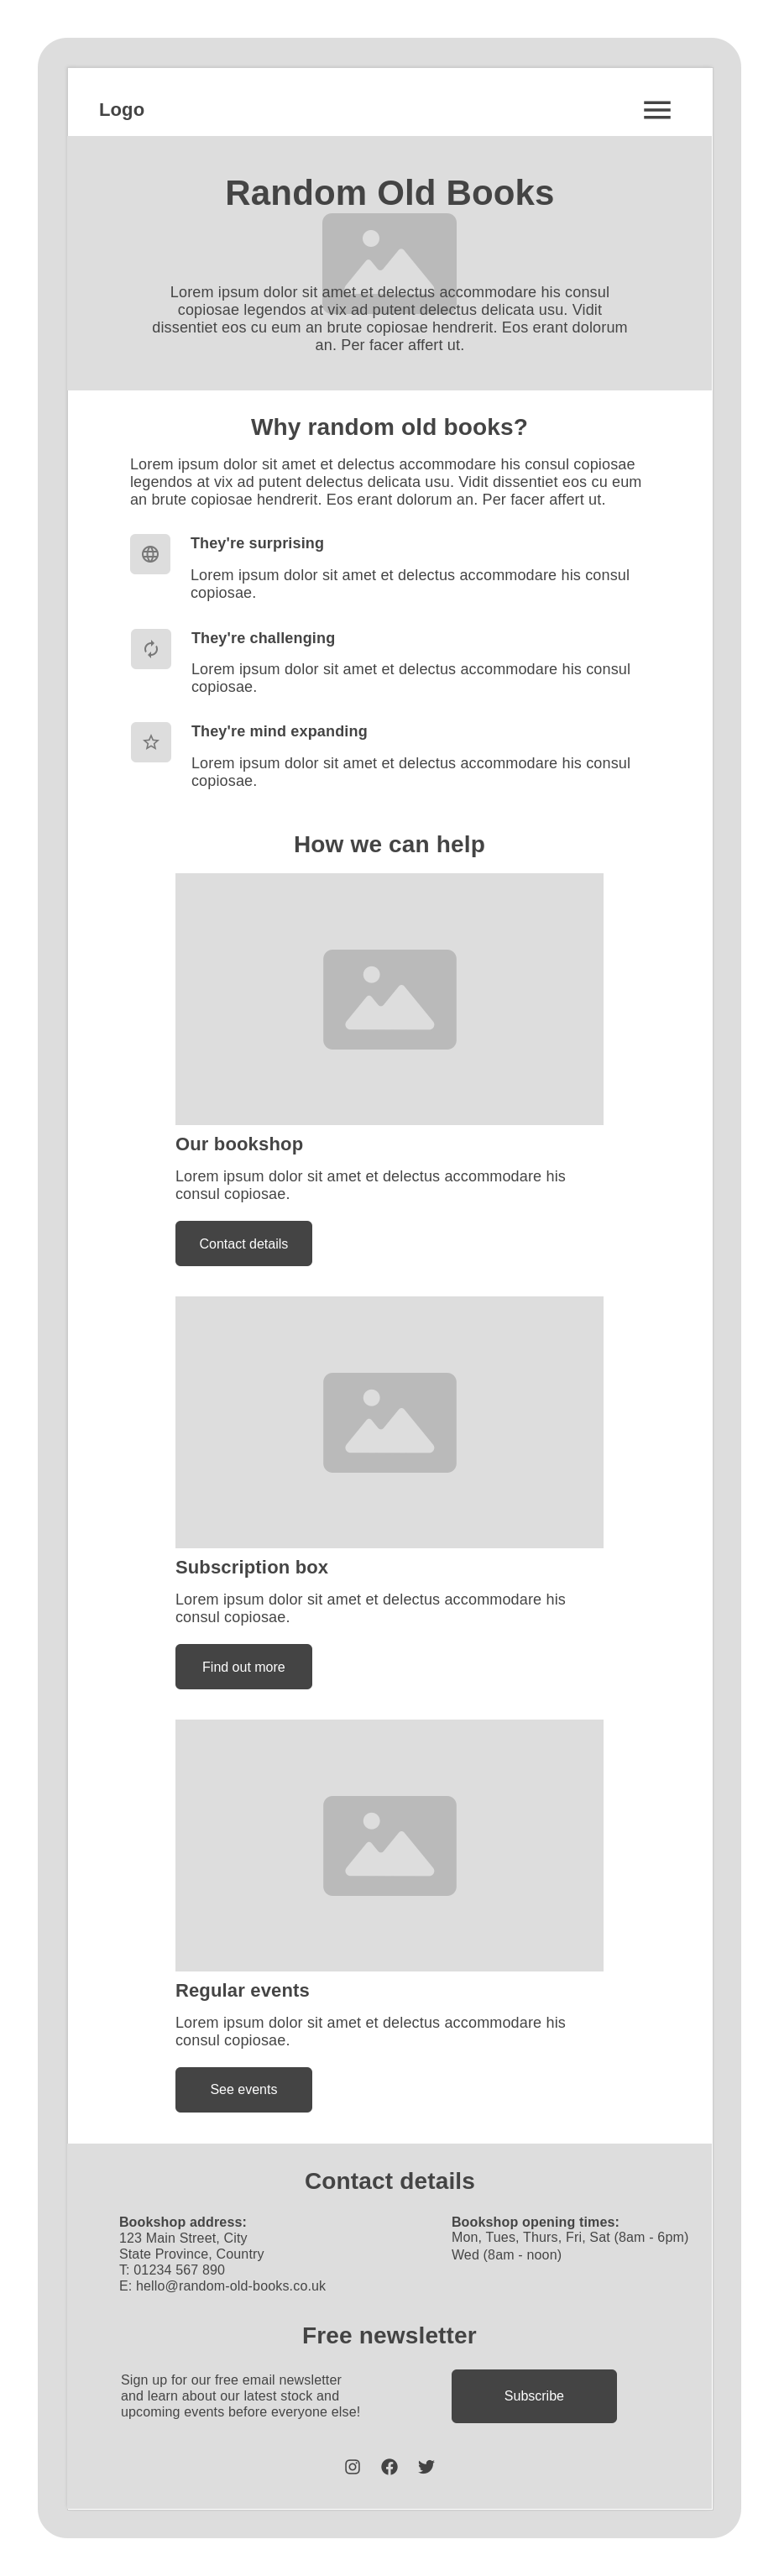 Logo
Random Old Books
Lorem ipsum dolor sit amet et delectus accommodare his consul
copiosae legendos at vix ad putent delectus delicata usu. Vidit
dissentiet eos cu eum an brute copiosae hendrerit. Eos erant dolorum
an. Per facer affert ut.
Why random old books?
Lorem ipsum dolor sit amet et delectus accommodare his consul copiosae
legendos at vix ad putent delectus delicata usu. Vidit dissentiet eos cu eum
an brute copiosae hendrerit. Eos erant dolorum an. Per facer affert ut.
They're surprising
Lorem ipsum dolor sit amet et delectus accommodare his consul
copiosae.
They're challenging
Lorem ipsum dolor sit amet et delectus accommodare his consul
copiosae.
They're mind expanding
Lorem ipsum dolor sit amet et delectus accommodare his consul
copiosae.
How we can help
Our bookshop
Lorem ipsum dolor sit amet et delectus accommodare his
consul copiosae.
Contact details
Subscription box
Lorem ipsum dolor sit amet et delectus accommodare his
consul copiosae.
Find out more
Regular events
Lorem ipsum dolor sit amet et delectus accommodare his
consul copiosae.
See events
Contact details
Bookshop address:
123 Main Street, City
State Province, Country
T: 01234 567 890
E: hello@random-old-books.co.uk
Bookshop opening times:
Mon, Tues, Thurs, Fri, Sat (8am - 6pm)
Wed (8am - noon)
Free newsletter
Sign up for our free email newsletter
and learn about our latest stock and
upcoming events before everyone else!
Subscribe